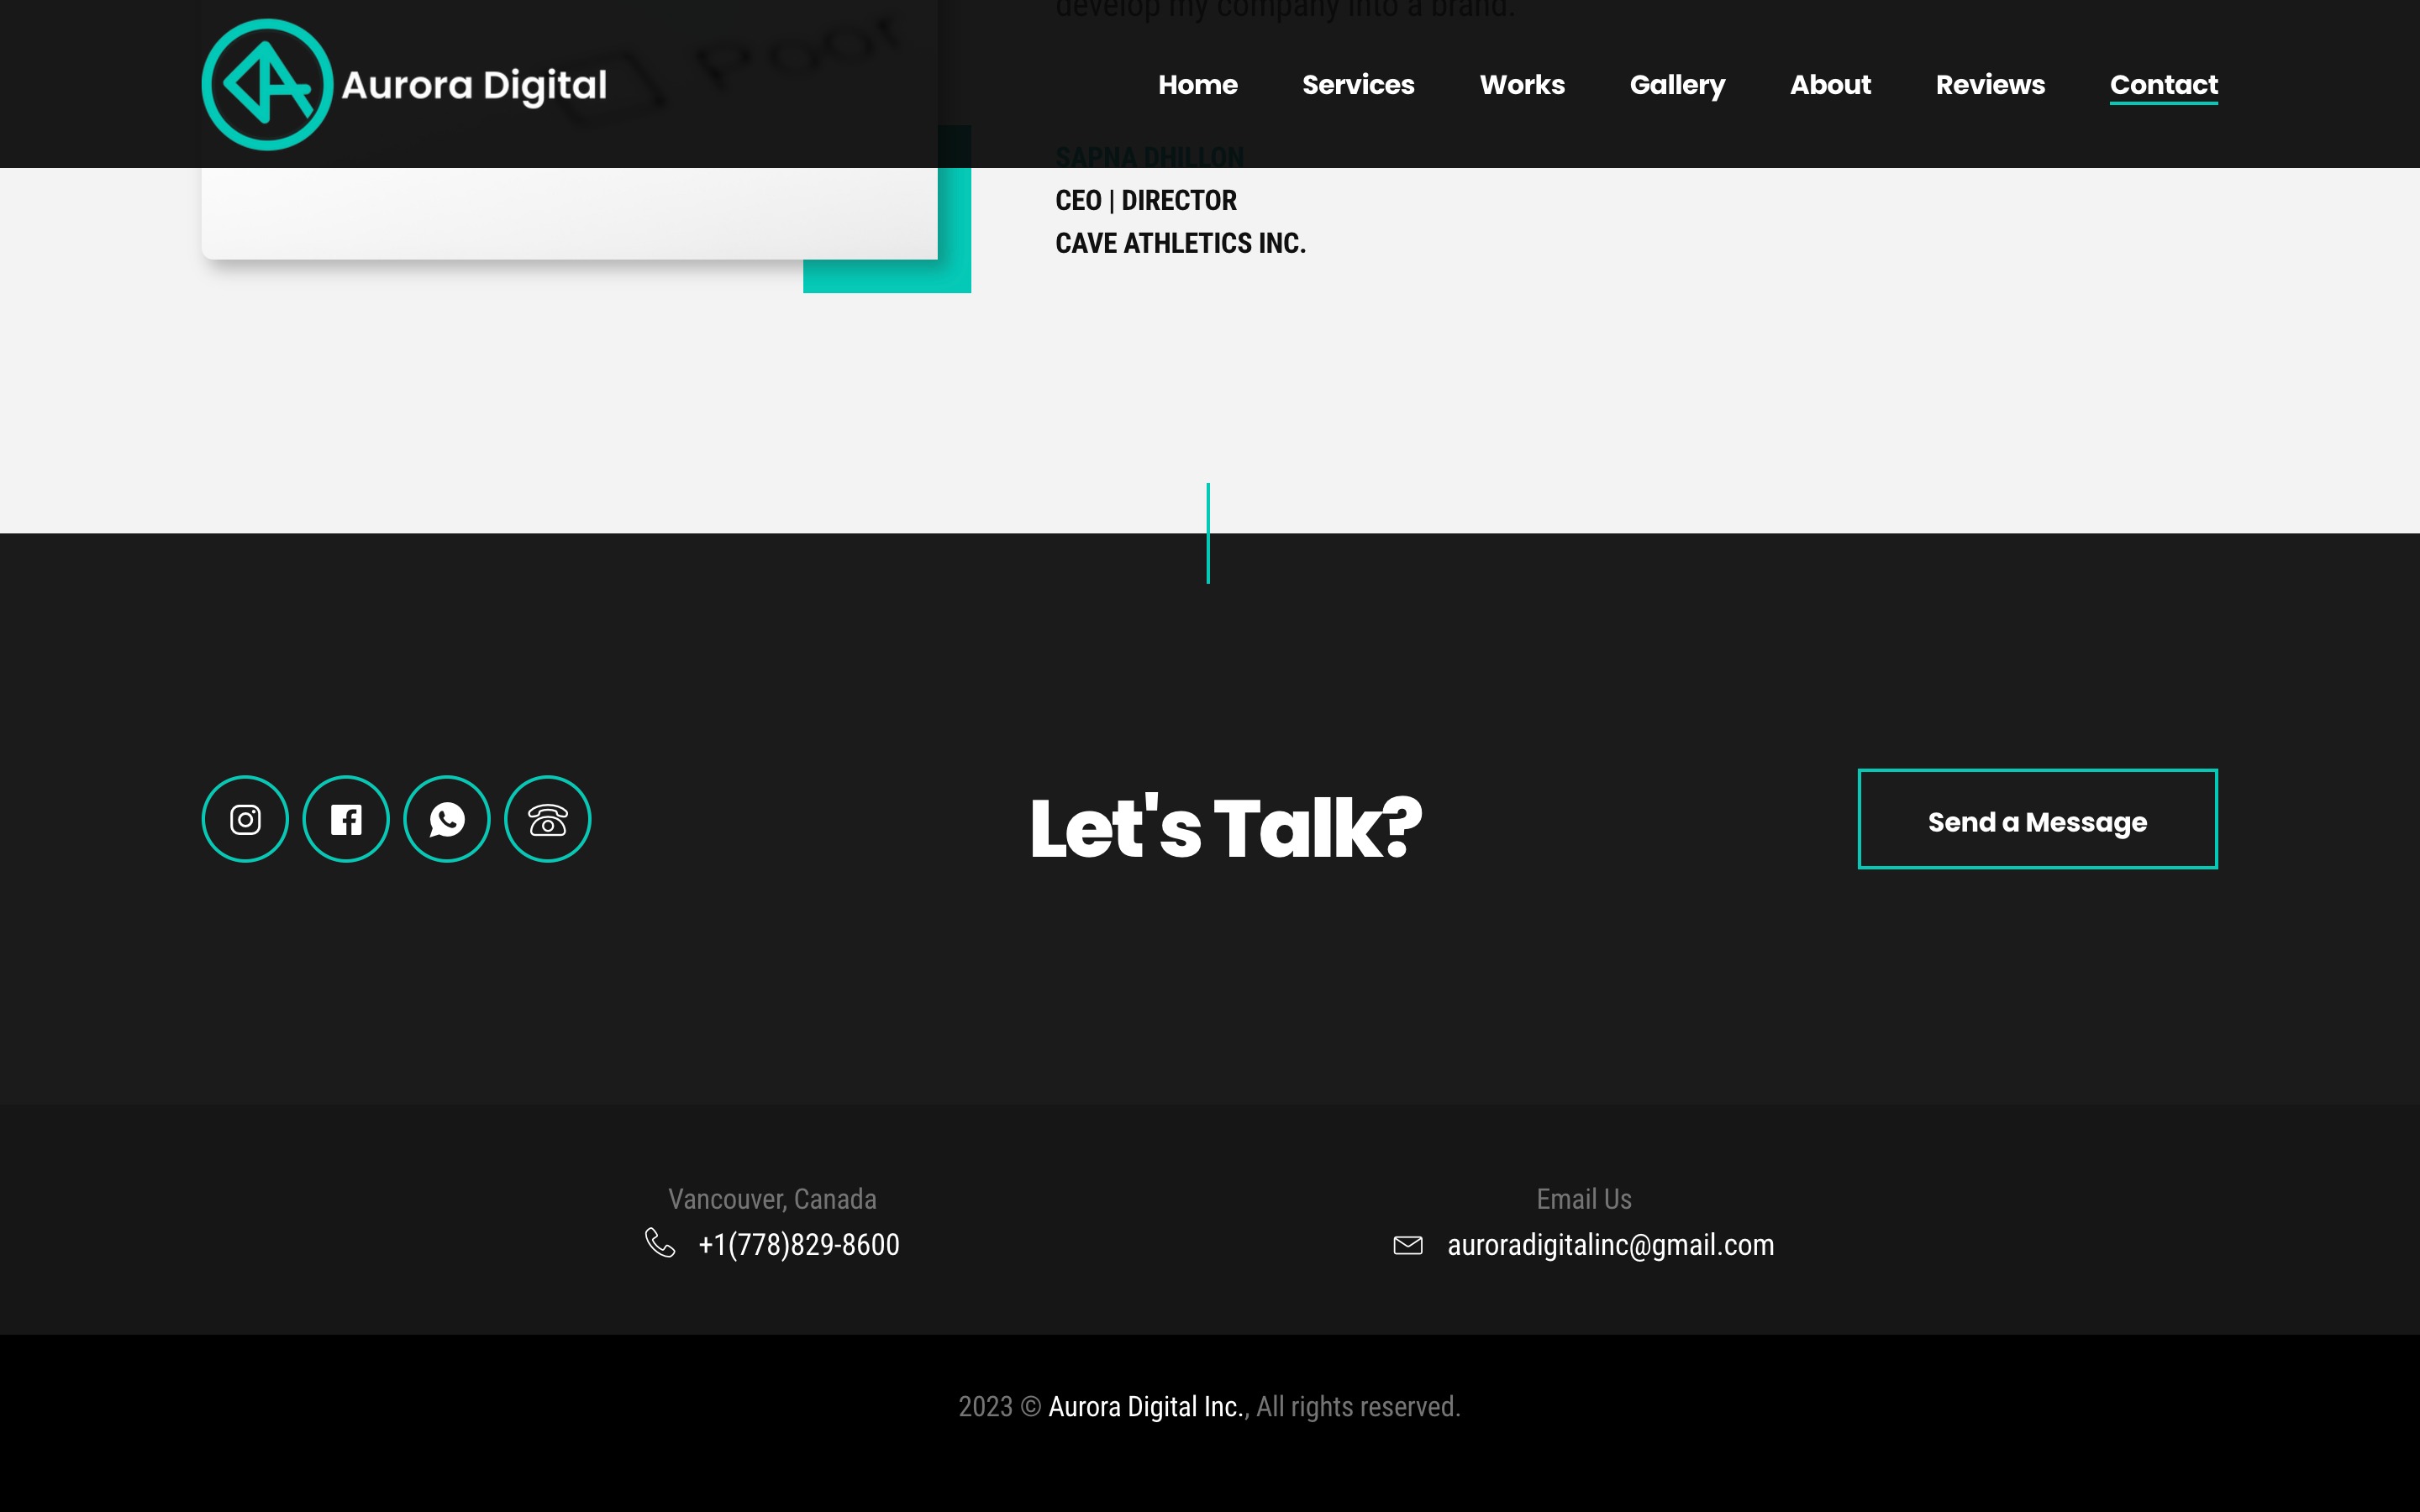 develop my company into a brand.
Poor
Aurora Digital
Home Services Works Gallery About Reviews Contact
SAPNA DHILLON
CEO | DIRECTOR
CAVE ATHLETICS INC.
Let's Talk?
Send a Message
Vancouver, Canada
+1(778)829-8600
Email Us
auroradigitalinc@gmail.com
2023 © Aurora Digital Inc., All rights reserved.